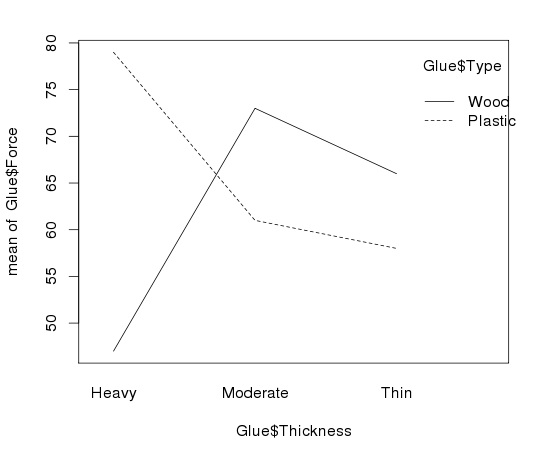 mean of Glue$Force
80
75
70
65
60
55
50
Glue$Type
Wood
Plastic
Heavy Moderate Thin
Glue$Thickness